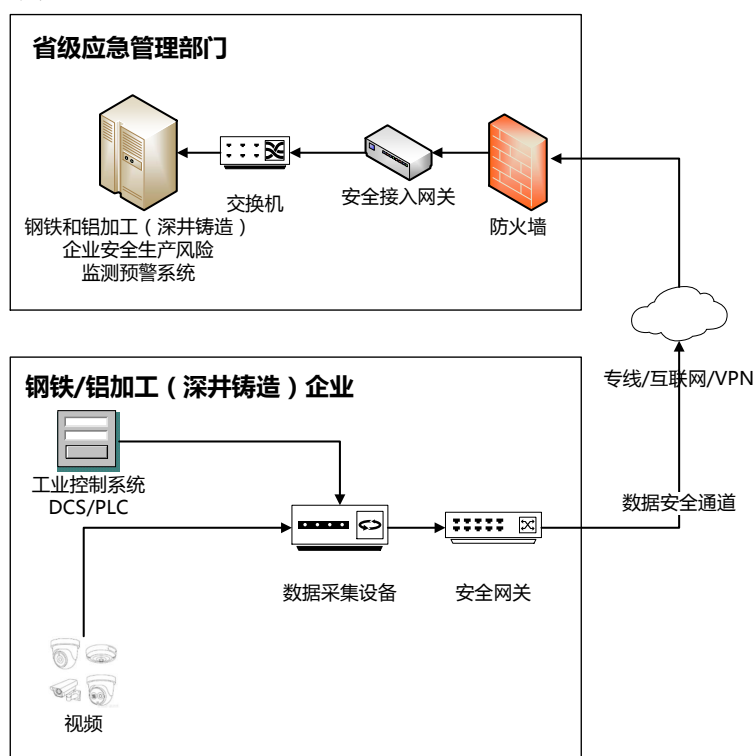 省级应急管理部门
交换机
安全接入网关
防火墙
钢铁和铝加工（深井铸造）
企业安全生产风险
监测预警系统
专线/互联网/VPN
钢铁/铝加工（深井铸造）企业
工业控制系统
DCS/PLC
数据安全通道
数据采集设备
安全网关
视频